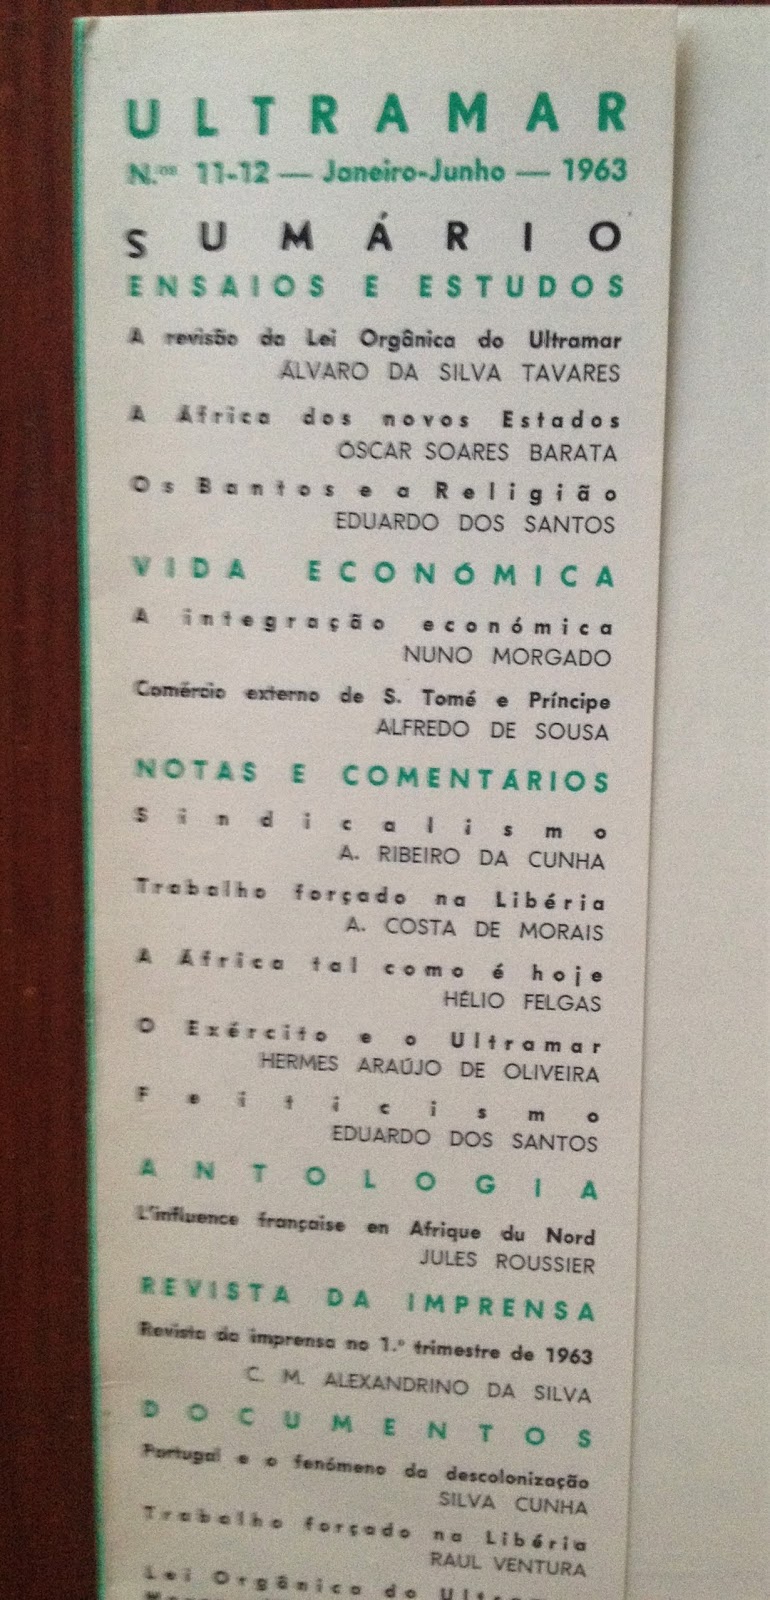 ULTRAMAR
N.os 11-12 — Janeiro-Junho — 1963
SUMÁRIO
ENSAIOS E ESTUDOS
A revisão da Lei Orgânica do Ultramar
ÁLVARO DA SILVA TAVARES
A África dos novos Estados
ÓSCAR SOARES BARATA
Os Bantos e a Religião
EDUARDO DOS SANTOS
VIDA ECONÓMICA
A integração económica
NUNO MORGADO
Comércio externo de S. Tomé e Príncipe
ALFREDO DE SOUSA
NOTAS E COMENTÁRIOS
Sindicalismo
A. RIBEIRO DA CUNHA
Trabalho forçado na Libéria
A. COSTA DE MORAIS
A África tal como é hoje
HÉLIO FELGAS
O Exército e o Ultramar
HERMES ARAÚJO DE OLIVEIRA
Feiticismo
EDUARDO DOS SANTOS
ANTOLOGIA
L'influence française en Afrique du Nord
JULES ROUSSIER
REVISTA DA IMPRENSA
Revista da imprensa no 1.º trimestre de 1963
C. M. ALEXANDRINO DA SILVA
DOCUMENTOS
Portugal e o fenómeno da descolonização
SILVA CUNHA
Trabalho forçado na Libéria
RAUL VENTURA
Lei Orgânica do